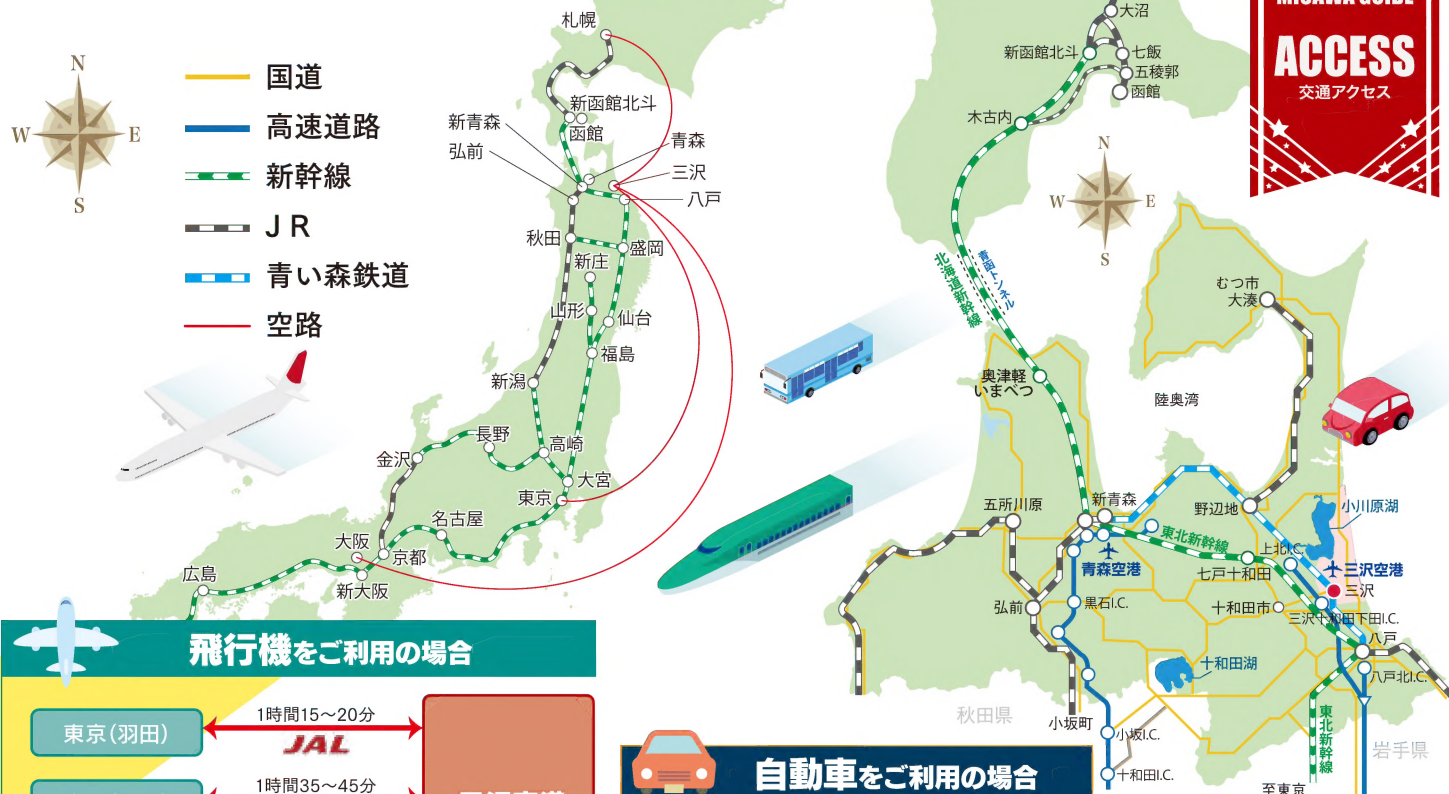 MISAWA GUIDE
ACCESS
交通アクセス
N
W
E
S
国道
高速道路
新幹線
ＪＲ
青い森鉄道
空路
札幌
新函館北斗
函館
新青森
弘前
青森
三沢
八戸
秋田
盛岡
新庄
山形
仙台
福島
新潟
長野
高崎
金沢
大宮
東京
名古屋
大阪
京都
新大阪
広島
大沼
新函館北斗
七飯
五稜郭
函館
木古内
N
W
E
S
北海道新幹線
青函トンネル
むつ市
大湊
奥津軽
いまべつ
陸奥湾
五所川原
新青森
野辺地
小川原湖
東北新幹線
上北I.C.
青森空港
七戸十和田
三沢空港
三沢
弘前
黒石I.C.
十和田市
三沢十和田下田I.C.
八戸
十和田湖
八戸北I.C.
秋田県
小坂町
小坂I.C.
東北新幹線
岩手県
十和田I.C.
至東京
飛行機をご利用の場合
東京(羽田)
1時間15〜20分
JAL
1時間35〜45分
自動車をご利用の場合